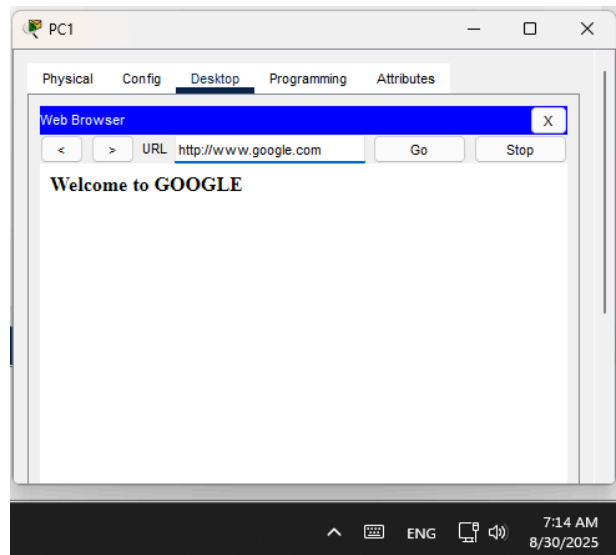 PC1
Physical Config Desktop Programming Attributes
Web Browser X
< > URL http://www.google.com Go Stop
Welcome to GOOGLE
ENG 7:14 AM
8/30/2025